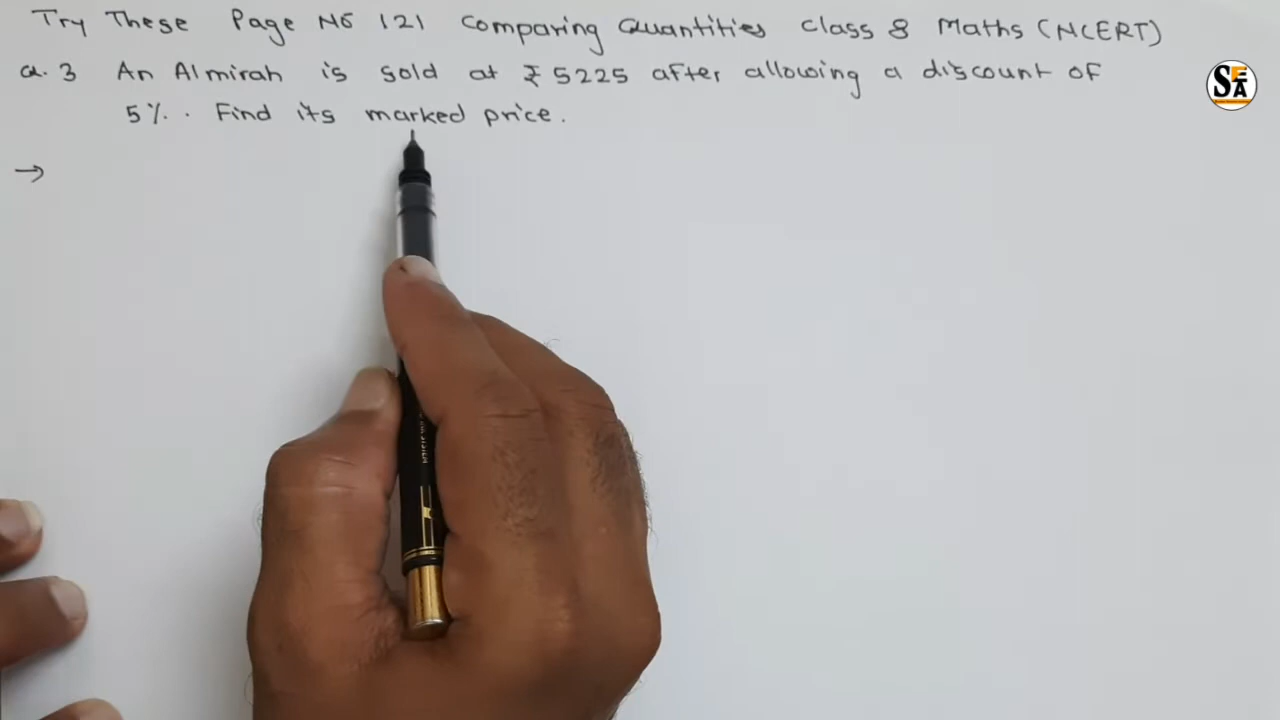 Try These Page No 121 Comparing Quantities Class 8 Maths (NCERT)
Q. 3 An Almirah is sold at ₹ 5225 after allowing a discount of
5%. Find its marked price.
→
SFA